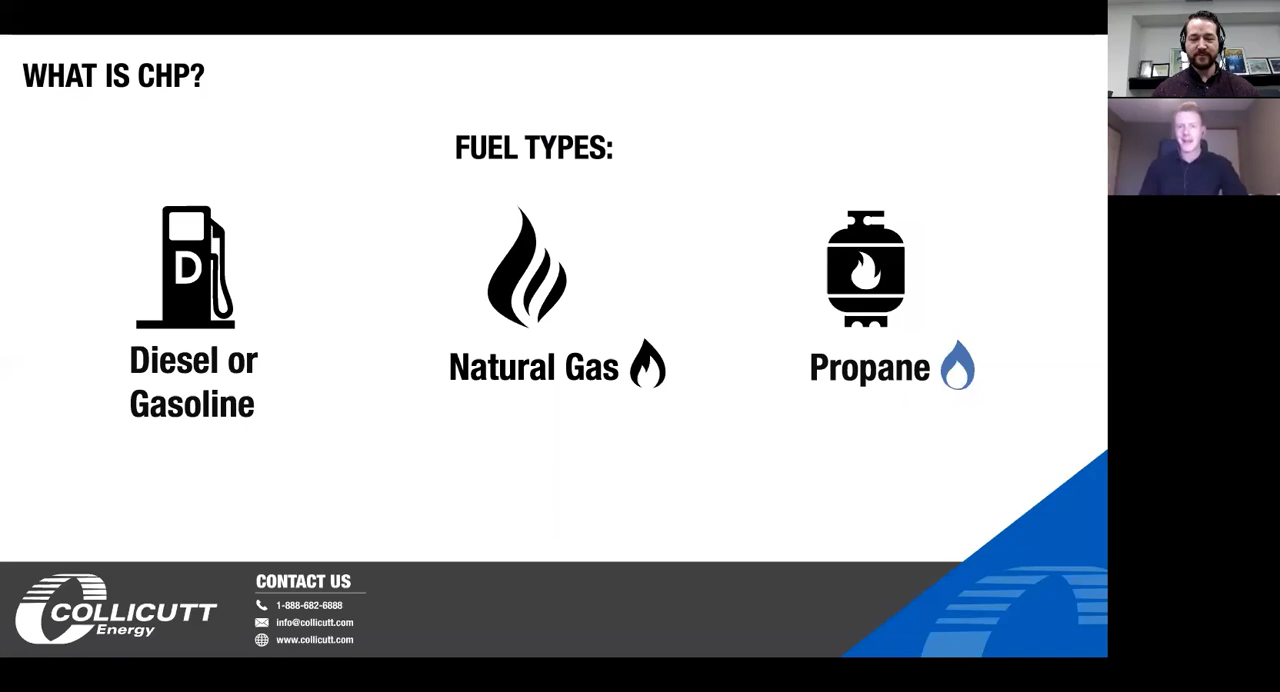 WHAT IS CHP?
FUEL TYPES:
D
Diesel or
Gasoline
Natural Gas
Propane
COLLICUTT
Energy
CONTACT US
1-888-682-6888
info@collicutt.com
www.collicutt.com